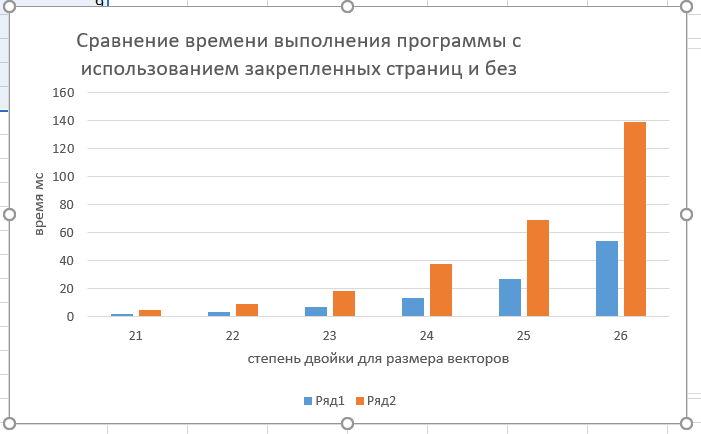 91
Сравнение времени выполнения программы с
использованием закрепленных страниц и без
160
140
120
100
80
60
40
20
0
время мс
21 22 23 24 25 26
степень двойки для размера векторов
Ряд1 Ряд2